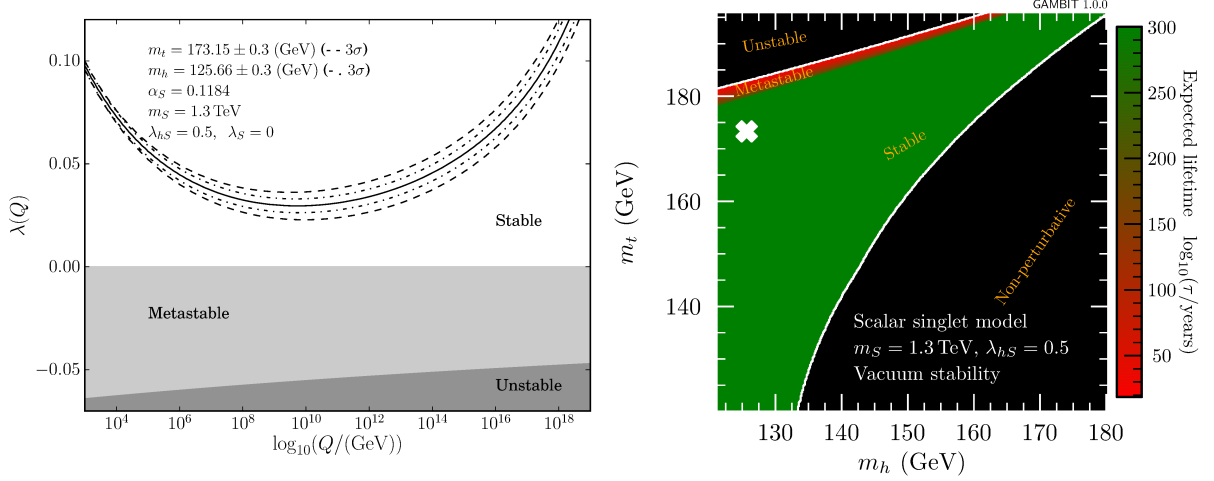 0.10
0.05
0.00
−0.05
λ(Q)
m_t = 173.15 ± 0.3 (GeV) (- - 3σ)
m_h = 125.66 ± 0.3 (GeV) (- . 3σ)
α_S = 0.1184
m_S = 1.3 TeV
λ_hS = 0.5, λ_S = 0
Stable
Metastable
Unstable
10^4 10^6 10^8 10^10 10^12 10^14 10^16 10^18
log_10(Q/(GeV))
GAMBIT 1.0.0
180
160
140
m_t (GeV)
Unstable
Metastable
Stable
Non-perturbative
Scalar singlet model
m_S = 1.3 TeV, λ_hS = 0.5
Vacuum stability
130 140 150 160 170 180
m_h (GeV)
300
250
200
150
100
50
Expected lifetime log_10(τ/years)